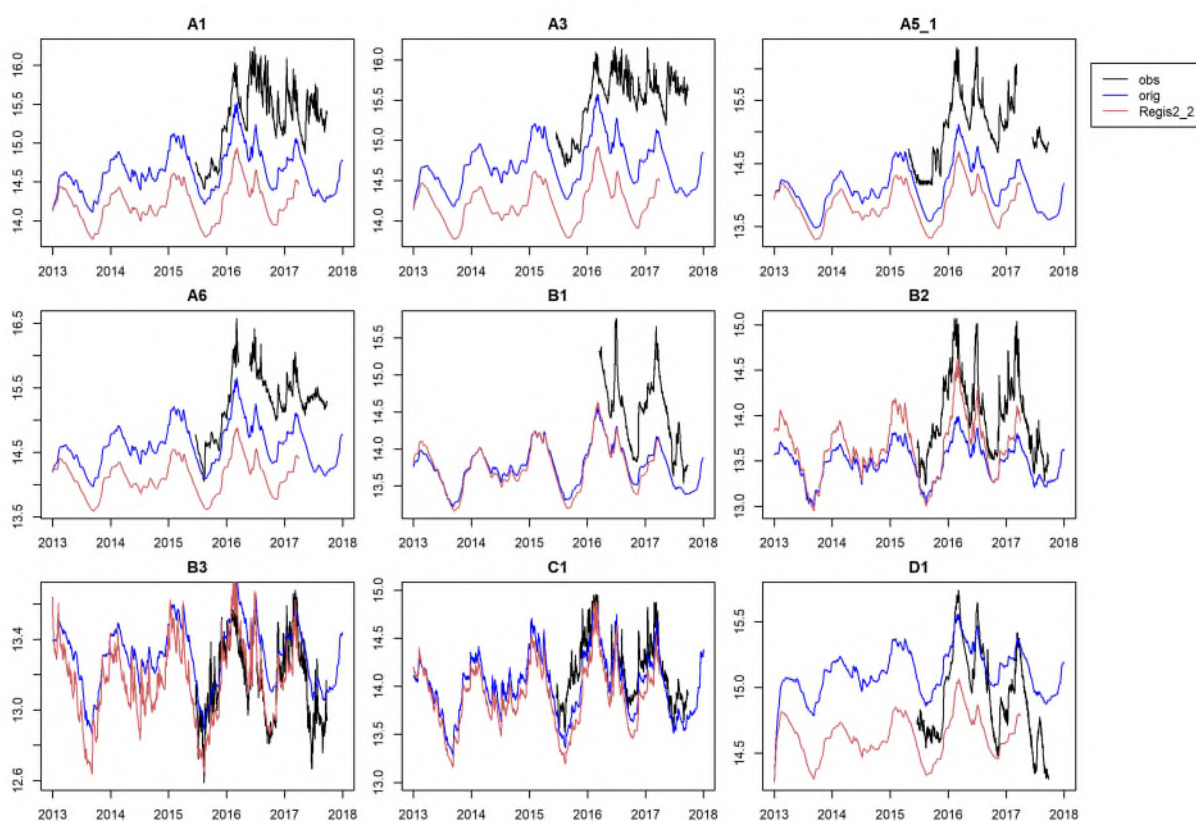 A1
A3
A5_1
14.0 14.5 15.0 15.5 16.0
14.0 14.5 15.0 15.5 16.0
13.5 14.5 15.5
obs
orig
Regis2_2
2013 2014 2015 2016 2017 2018
2013 2014 2015 2016 2017 2018
2013 2014 2015 2016 2017 2018
A6
B1
B2
13.5 14.5 15.5 16.5
13.5 14.0 14.5 15.0 15.5
13.0 13.5 14.0 14.5 15.0
2013 2014 2015 2016 2017 2018
2013 2014 2015 2016 2017 2018
2013 2014 2015 2016 2017 2018
B3
C1
D1
12.6 13.0 13.4
13.0 13.5 14.0 14.5 15.0
14.5 15.0 15.5
2013 2014 2015 2016 2017 2018
2013 2014 2015 2016 2017 2018
2013 2014 2015 2016 2017 2018